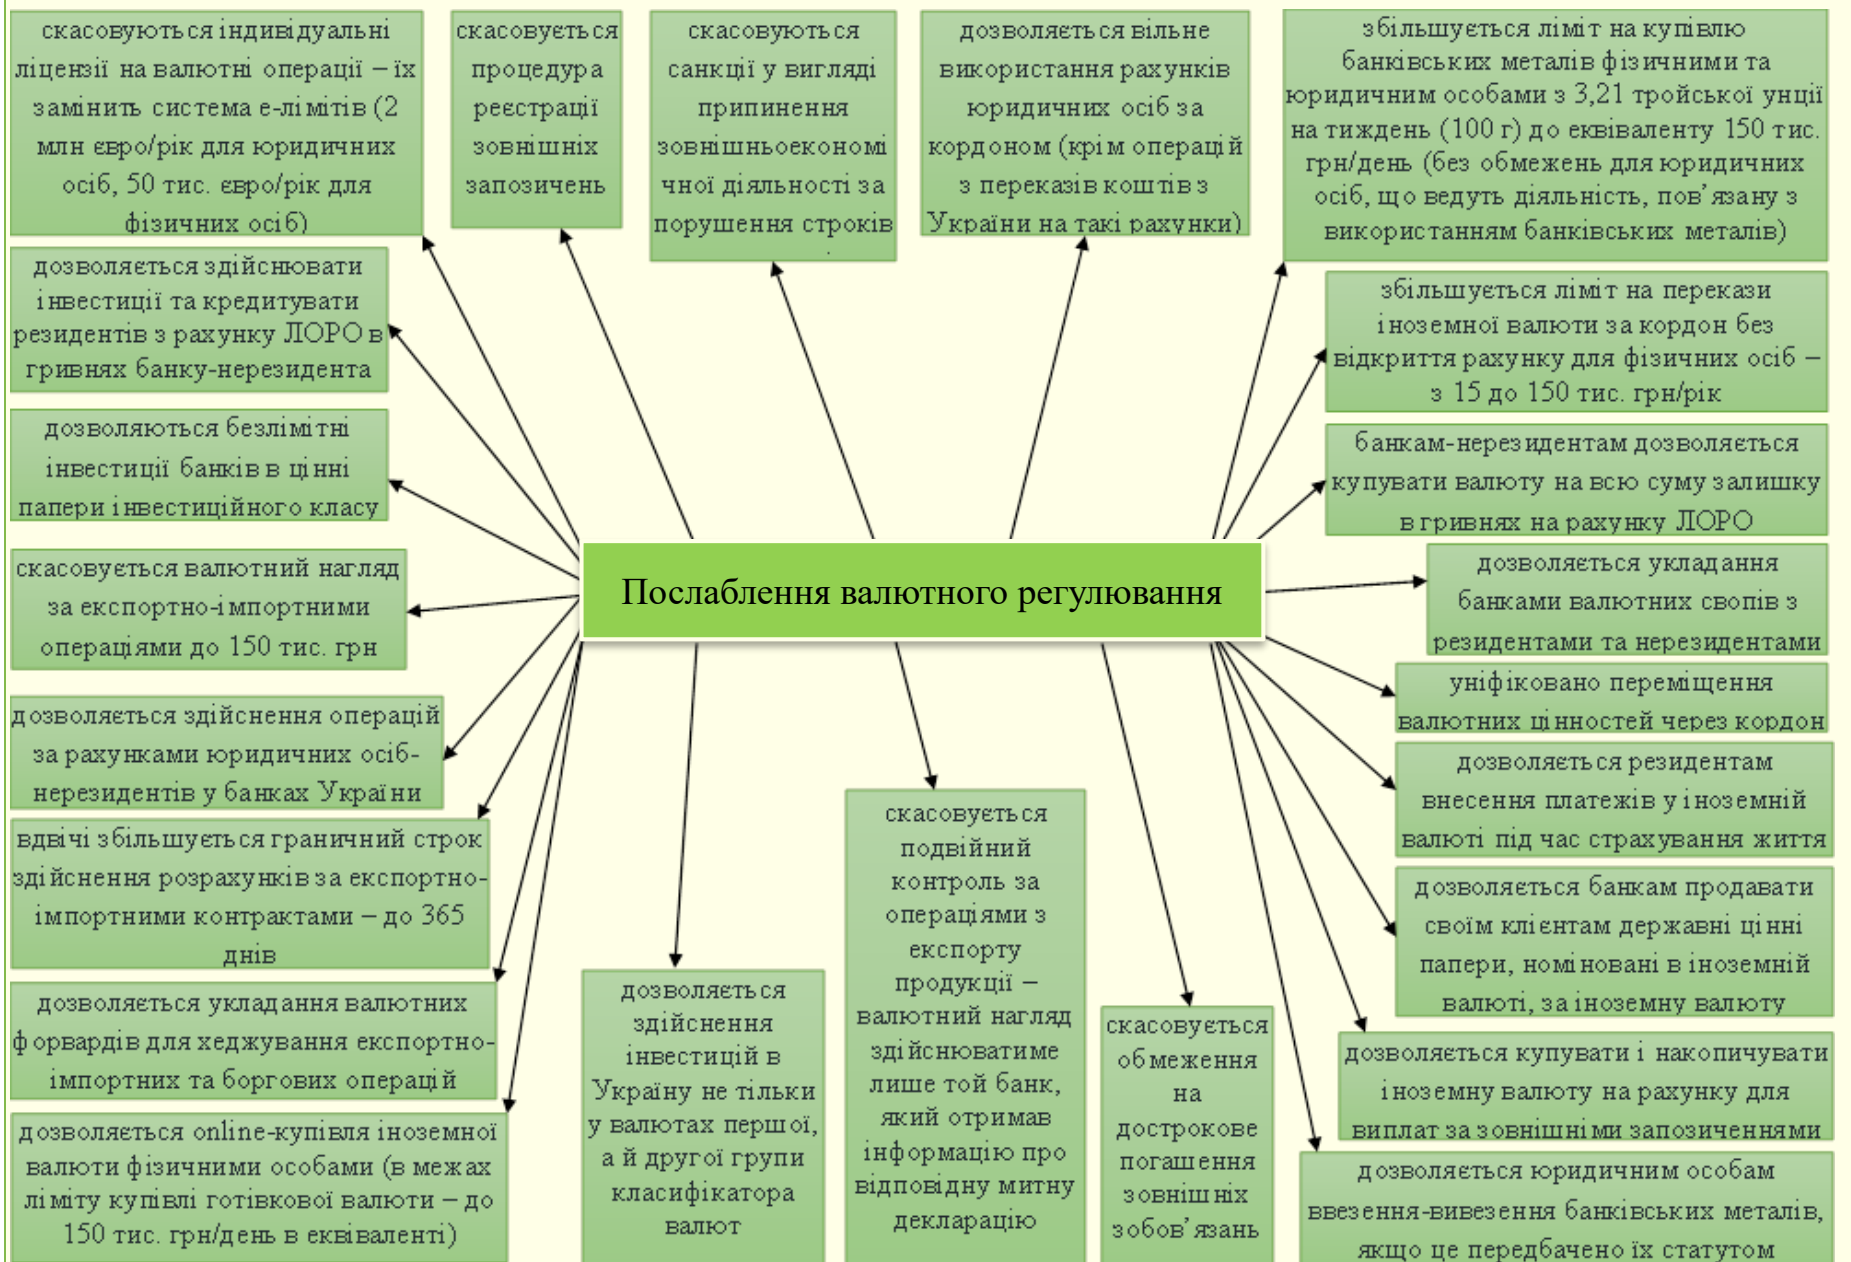 скасовуються індивідуальні
ліцензії на валютні операції – їх
замінить система е-лімітів (2
млн євро/рік для юридичних
осіб, 50 тис. євро/рік для
фізичних осіб)
скасовується
процедура
реєстрації
зовнішніх
запозичень
скасовуються
санкції у вигляді
припинення
зовнішньоекономі
чної діяльності за
порушення строків
дозволяється вільне
використання рахунків
юридичних осіб за
кордоном (крім операцій
з переказів коштів з
України на такі рахунки)
збільшується ліміт на купівлю
банківських металів фізичними та
юридичним особами з 3,21 тройської унції
на тиждень (100 г) до еквіваленту 150 тис.
грн/день (без обмежень для юридичних
осіб, що ведуть діяльність, пов’язану з
використанням банківських металів)
дозволяється здійснювати
інвестиції та кредитувати
резидентів з рахунку ЛОРО в
гривнях банку-нерезидента
збільшується ліміт на перекази
іноземної валюти за кордон без
відкриття рахунку для фізичних осіб –
з 15 до 150 тис. грн/рік
дозволяються безлімітні
інвестиції банків в цінні
папери інвестиційного класу
банкам-нерезидентам дозволяється
купувати валюту на всю суму залишку
в гривнях на рахунку ЛОРО
скасовується валютний нагляд
за експортно-імпортними
операціями до 150 тис. грн
Послаблення валютного регулювання
дозволяється укладання
банками валютних свопів з
резидентами та нерезидентами
уніфіковано переміщення
валютних цінностей через кордон
дозволяється здійснення операцій
за рахунками юридичних осіб-
нерезидентів у банках України
дозволяється резидентам
внесення платежів у іноземній
валюті під час страхування життя
вдвічі збільшується граничний строк
здійснення розрахунків за експортно-
імпортними контрактами – до 365
днів
дозволяється банкам продавати
своїм клієнтам державні цінні
папери, номіновані в іноземній
валюті, за іноземну валюту
дозволяється укладання валютних
форвардів для хеджування експортно-
імпортних та боргових операцій
дозволяється online-купівля іноземної
валюти фізичними особами (в межах
ліміту купівлі готівкової валюти – до
150 тис. грн/день в еквіваленті)
дозволяється
здійснення
інвестицій в
Україну не тільки
у валютах першої,
а й другої групи
класифікатора
валют
скасовується
подвійний
контроль за
операціями з
експорту
продукції –
валютний нагляд
здійснюватиме
лише той банк,
який отримав
інформацію про
відповідну митну
декларацію
скасовується
обмеження
на
дострокове
погашення
зовнішніх
зобов’язань
дозволяється купувати і накопичувати
іноземну валюту на рахунку для
виплат за зовнішніми запозиченнями
дозволяється юридичним особам
ввезення-вивезення банківських металів,
якщо це передбачено їх статутом